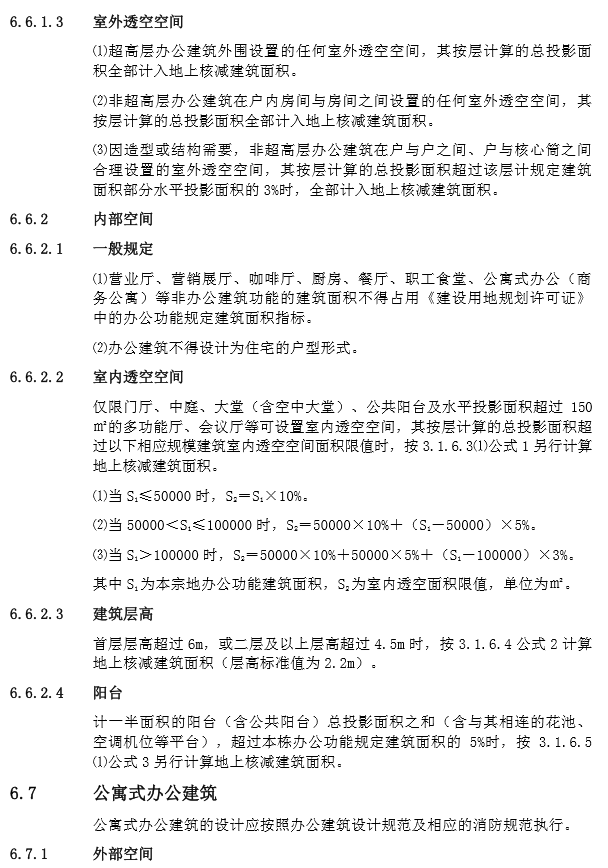 6.6.1.3 室外透空空间
⑴超高层办公建筑外围设置的任何室外透空空间，其按层计算的总投影面
积全部计入地上核减建筑面积。
⑵非超高层办公建筑在户内房间与房间之间设置的任何室外透空空间，其
按层计算的总投影面积全部计入地上核减建筑面积。
⑶因造型或结构需要，非超高层办公建筑在户与户之间、户与核心筒之间
合理设置的室外透空空间，其按层计算的总投影面积超过该层计规定建筑
面积部分水平投影面积的3%时，全部计入地上核减建筑面积。
6.6.2 内部空间
6.6.2.1 一般规定
⑴营业厅、营销展厅、咖啡厅、厨房、餐厅、职工食堂、公寓式办公（商
务公寓）等非办公建筑功能的建筑面积不得占用《建设用地规划许可证》
中的办公功能规定建筑面积指标。
⑵办公建筑不得设计为住宅的户型形式。
6.6.2.2 室内透空空间
仅限门厅、中庭、大堂（含空中大堂）、公共阳台及水平投影面积超过 150
㎡的多功能厅、会议厅等可设置室内透空空间，其按层计算的总投影面积超
过以下相应规模建筑室内透空空间面积限值时，按 3.1.6.3⑴公式 1 另行计算
地上核减建筑面积。
⑴当 S₁≤50000 时，S₂＝S₁×10%。
⑵当 50000＜S₁≤100000 时，S₂＝50000×10%＋（S₁－50000）×5%。
⑶当 S₁＞100000 时，S₂＝50000×10%＋50000×5%＋（S₁－100000）×3%。
其中 S₁为本宗地办公功能建筑面积，S₂为室内透空面积限值，单位为㎡。
6.6.2.3 建筑层高
首层层高超过 6m，或二层及以上层高超过 4.5m 时，按 3.1.6.4 公式 2 计算
地上核减建筑面积（层高标准值为 2.2m）。
6.6.2.4 阳台
计一半面积的阳台（含公共阳台）总投影面积之和（含与其相连的花池、
空调机位等平台），超过本栋办公功能规定建筑面积的 5%时，按 3.1.6.5
⑴公式 3 另行计算地上核减建筑面积。
6.7 公寓式办公建筑
公寓式办公建筑的设计应按照办公建筑设计规范及相应的消防规范执行。
6.7.1 外部空间